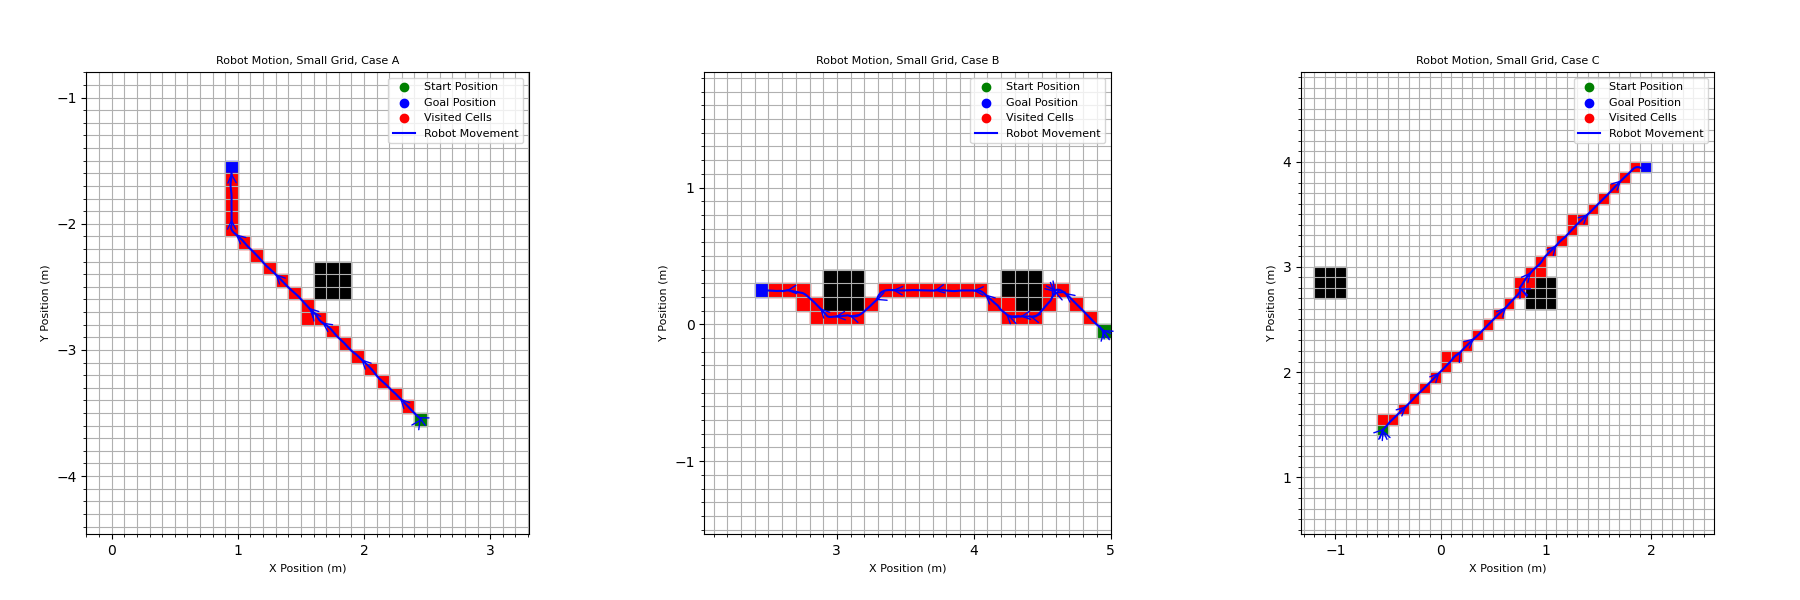 Robot Motion, Small Grid, Case A
Start Position
Goal Position
Visited Cells
Robot Movement
−1
−2
−3
−4
0
1
2
3
Y Position (m)
X Position (m)
Robot Motion, Small Grid, Case B
Start Position
Goal Position
Visited Cells
Robot Movement
1
0
−1
3
4
5
Y Position (m)
X Position (m)
Robot Motion, Small Grid, Case C
Start Position
Goal Position
Visited Cells
Robot Movement
4
3
2
1
−1
0
1
2
Y Position (m)
X Position (m)